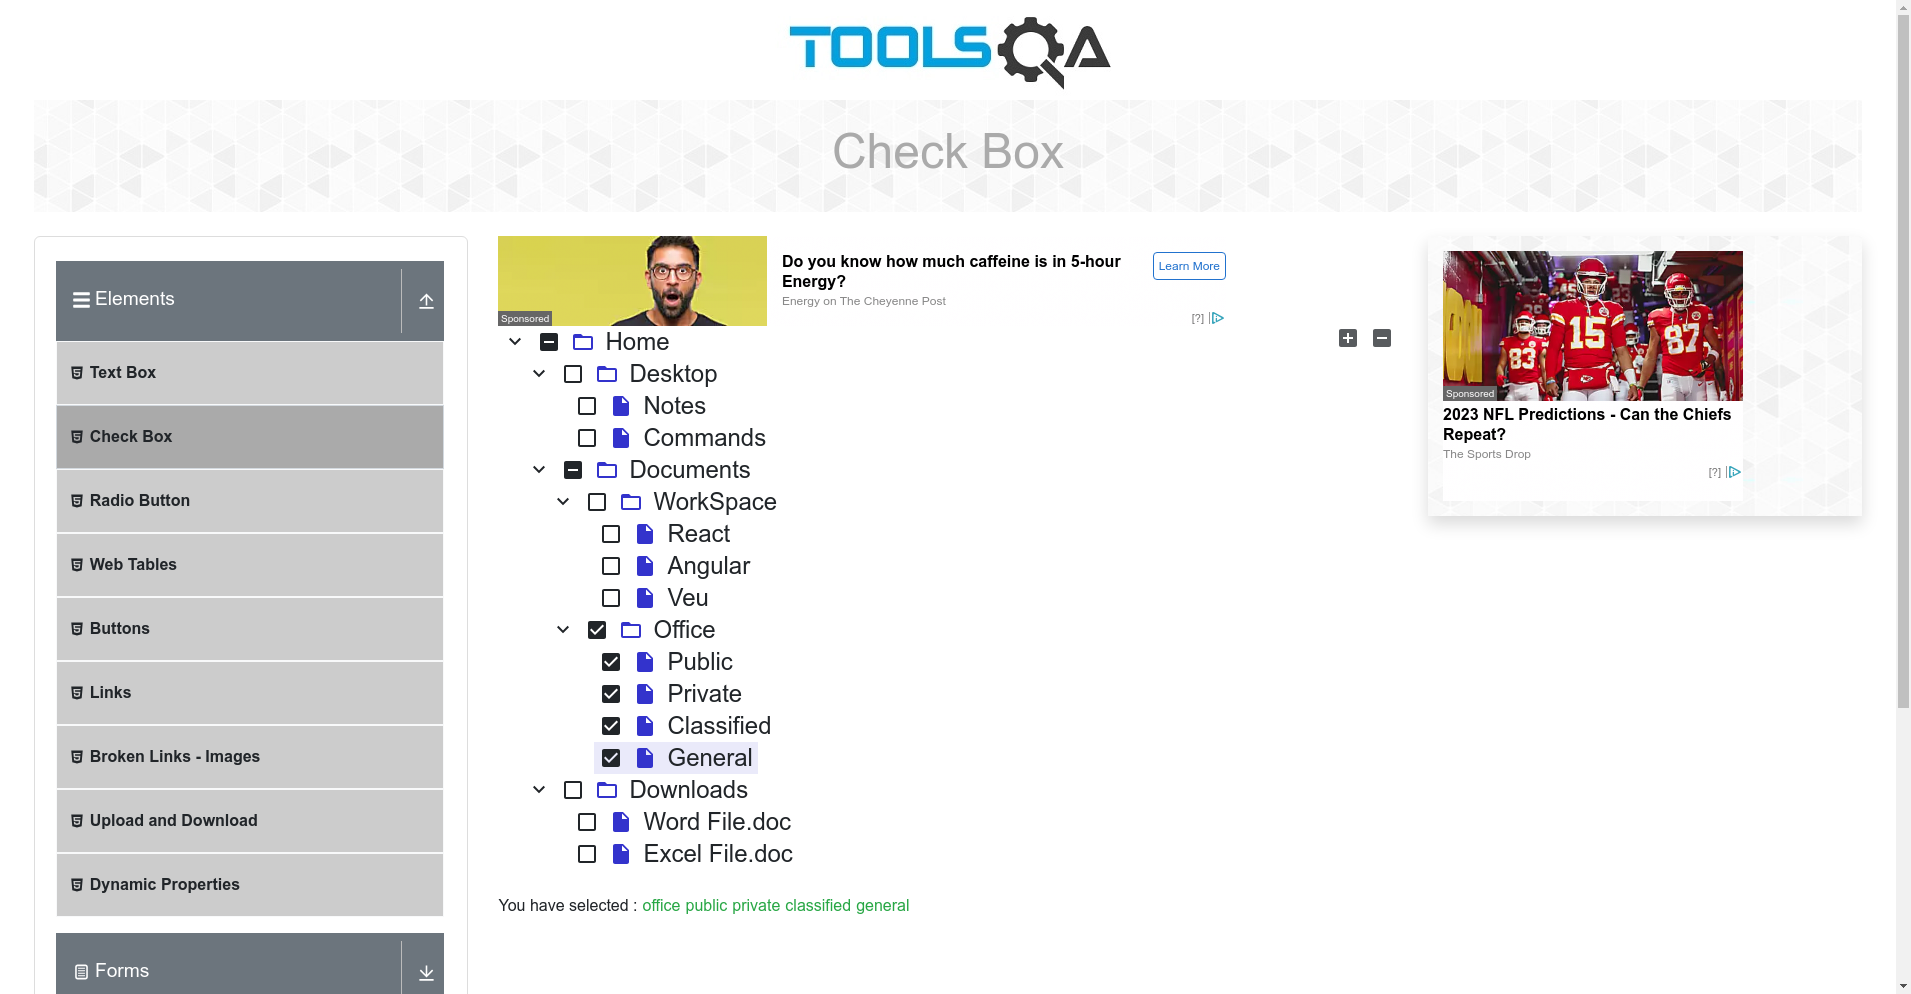 TOOLSQA
Check Box
Elements
Text Box
Check Box
Radio Button
Web Tables
Buttons
Links
Broken Links - Images
Upload and Download
Dynamic Properties
Forms
Sponsored
Do you know how much caffeine is in 5-hour
Energy?
Energy on The Cheyenne Post
Learn More
[?]
Home
Desktop
Notes
Commands
Documents
WorkSpace
React
Angular
Veu
Office
Public
Private
Classified
General
Downloads
Word File.doc
Excel File.doc
You have selected : office public private classified general
83
15
87
Sponsored
2023 NFL Predictions - Can the Chiefs
Repeat?
The Sports Drop
[?]